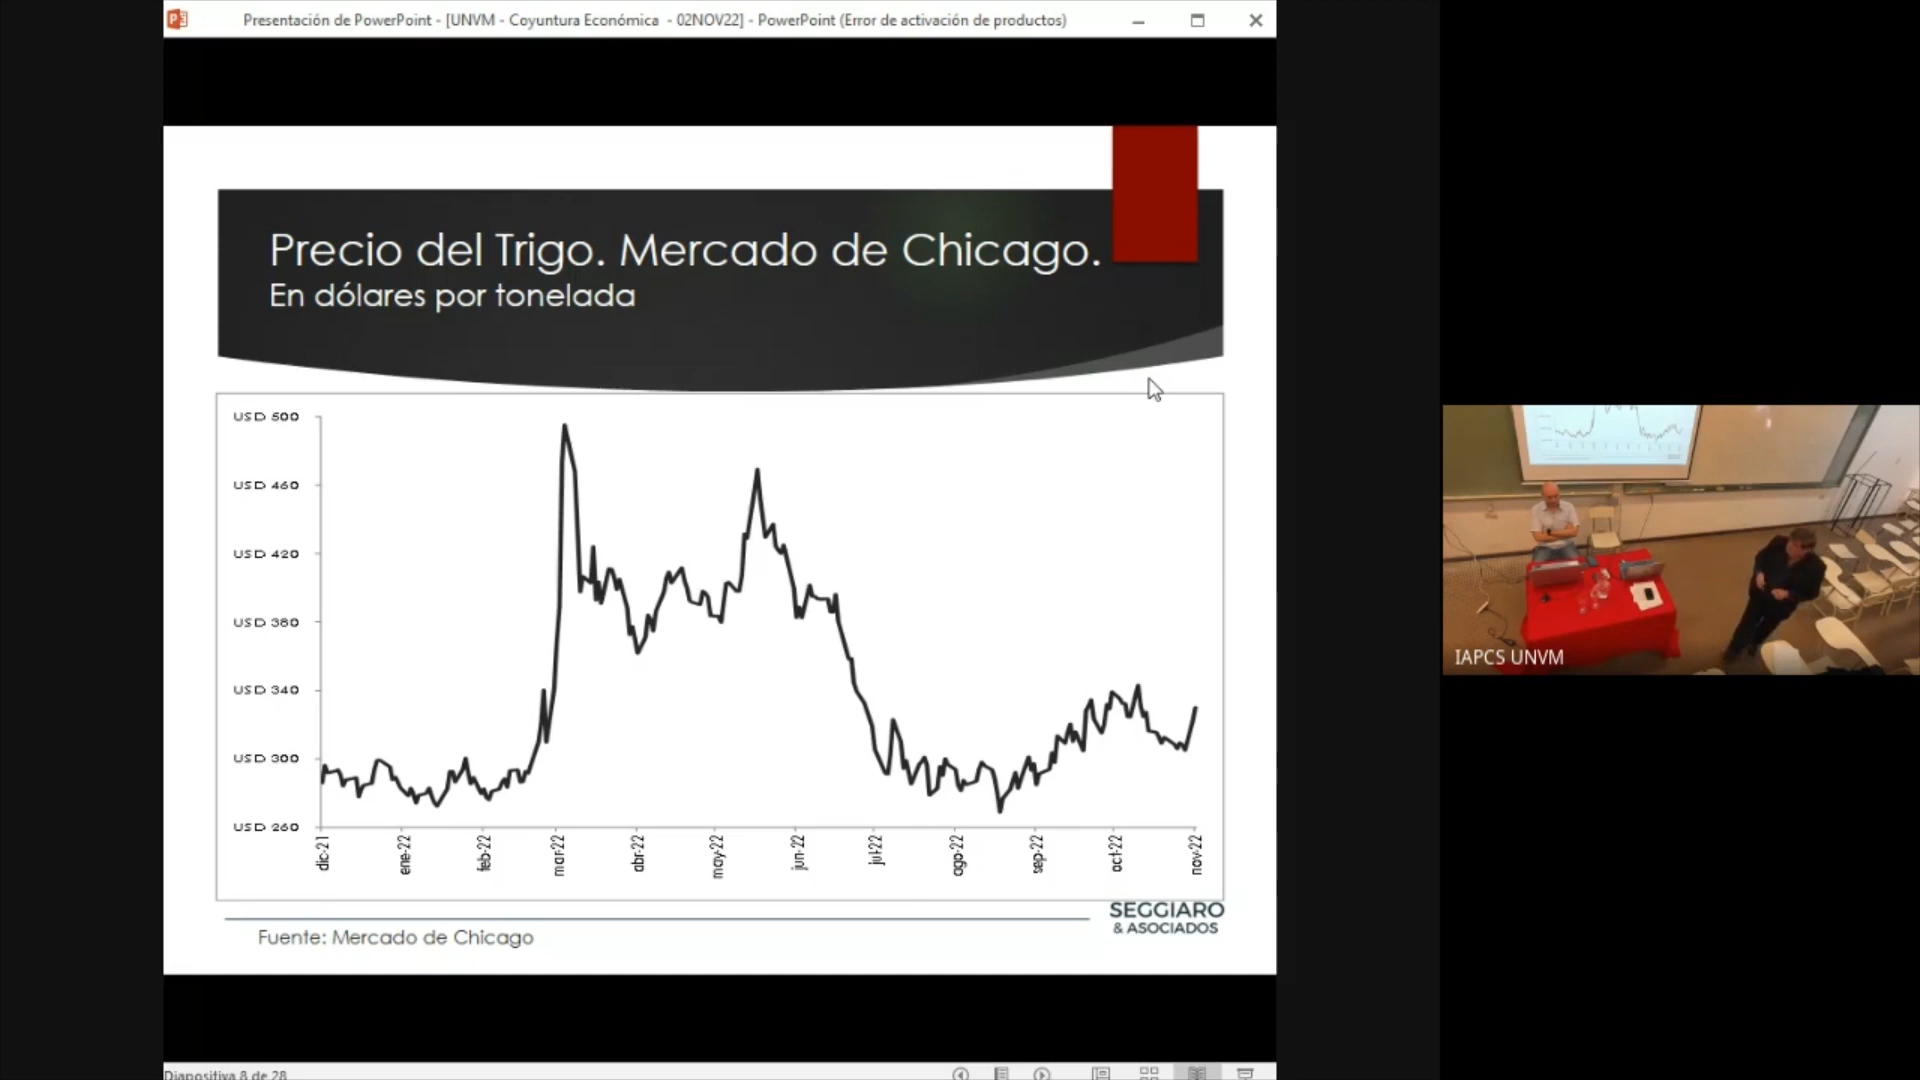 Presentación de PowerPoint - [UNVM - Coyuntura Económica - 02NOV22] - PowerPoint (Error de activación de productos)
Precio del Trigo. Mercado de Chicago.
En dólares por tonelada
USD 500
USD 460
USD 420
USD 380
USD 340
USD 300
USD 260
dic-21
ene-22
feb-22
mar-22
abr-22
may-22
jun-22
jul-22
ago-22
sep-22
oct-22
nov-22
SEGGIARO
& ASOCIADOS
Fuente: Mercado de Chicago
IAPCS UNVM
Diapositiva 8 de 28